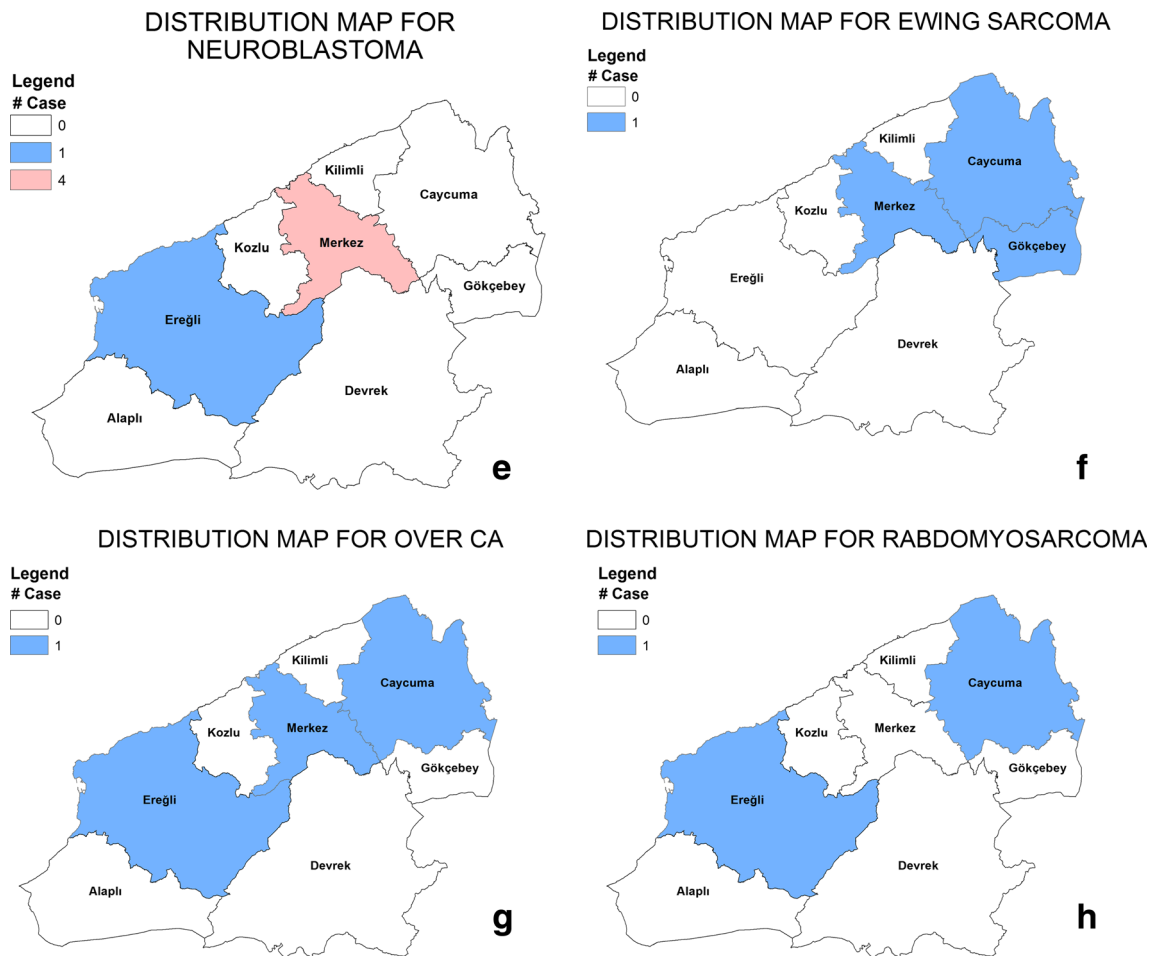 DISTRIBUTION MAP FOR
NEUROBLASTOMA
Legend
# Case
0
1
4
Kilimli
Caycuma
Kozlu
Merkez
Gökçebey
Ereğli
Devrek
Alaplı
e
DISTRIBUTION MAP FOR EWING SARCOMA
Legend
# Case
0
1
Kilimli
Caycuma
Merkez
Kozlu
Gökçebey
Ereğli
Devrek
Alaplı
f
DISTRIBUTION MAP FOR OVER CA
Legend
# Case
0
1
Kilimli
Caycuma
Merkez
Kozlu
Gökçebey
Ereğli
Devrek
Alaplı
g
DISTRIBUTION MAP FOR RABDOMYOSARCOMA
Legend
# Case
0
1
Kilimli
Caycuma
Merkez
Kozlu
Gökçebey
Ereğli
Devrek
Alaplı
h